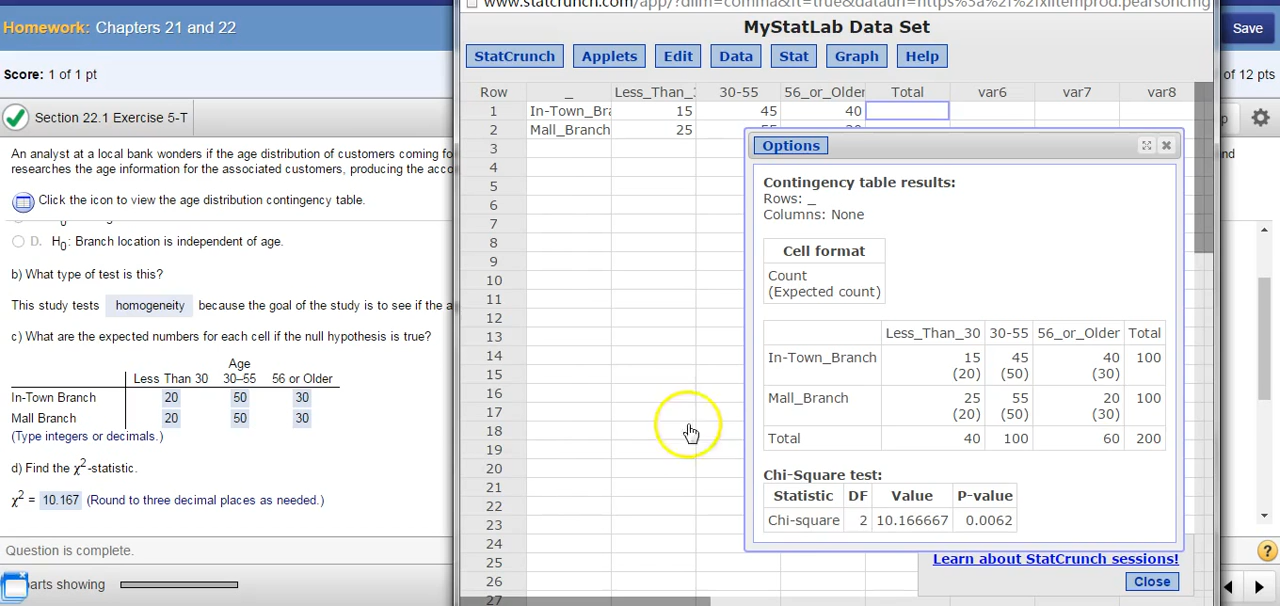 Homework: Chapters 21 and 22
Save
Score: 1 of 1 pt
of 12 pts
Section 22.1 Exercise 5-T
An analyst at a local bank wonders if the age distribution of customers coming
researches the age information for the associated customers, producing the
Click the icon to view the age distribution contingency table.
D. H0: Branch location is independent of age.
b) What type of test is this?
This study tests homogeneity because the goal of the study is to see if the
c) What are the expected numbers for each cell if the null hypothesis is true?
Age
Less Than 30 30–55 56 or Older
In-Town Branch 20 50 30
Mall Branch 20 50 30
(Type integers or decimals.)
d) Find the χ2-statistic.
χ2 = 10.167 (Round to three decimal places as needed.)
Question is complete.
parts showing
?
MyStatLab Data Set
StatCrunch Applets Edit Data Stat Graph Help
Row _ Less_Than_ 30-55 56_or_Older Total var6 var7 var8
1 In-Town_Bra 15 45 40
2 Mall_Branch 25
3
4
5
6
7
8
9
10
11
12
13
14
15
16
17
18
19
20
21
22
23
24
25
26
27
Options
Contingency table results:
Rows: _
Columns: None
Cell format
Count
(Expected count)
Less_Than_30 30-55 56_or_Older Total
In-Town_Branch 15 45 40 100
(20) (50) (30)
Mall_Branch 25 55 20 100
(20) (50) (30)
Total 40 100 60 200
Chi-Square test:
Statistic DF Value P-value
Chi-square 2 10.166667 0.0062
Learn about StatCrunch sessions!
Close